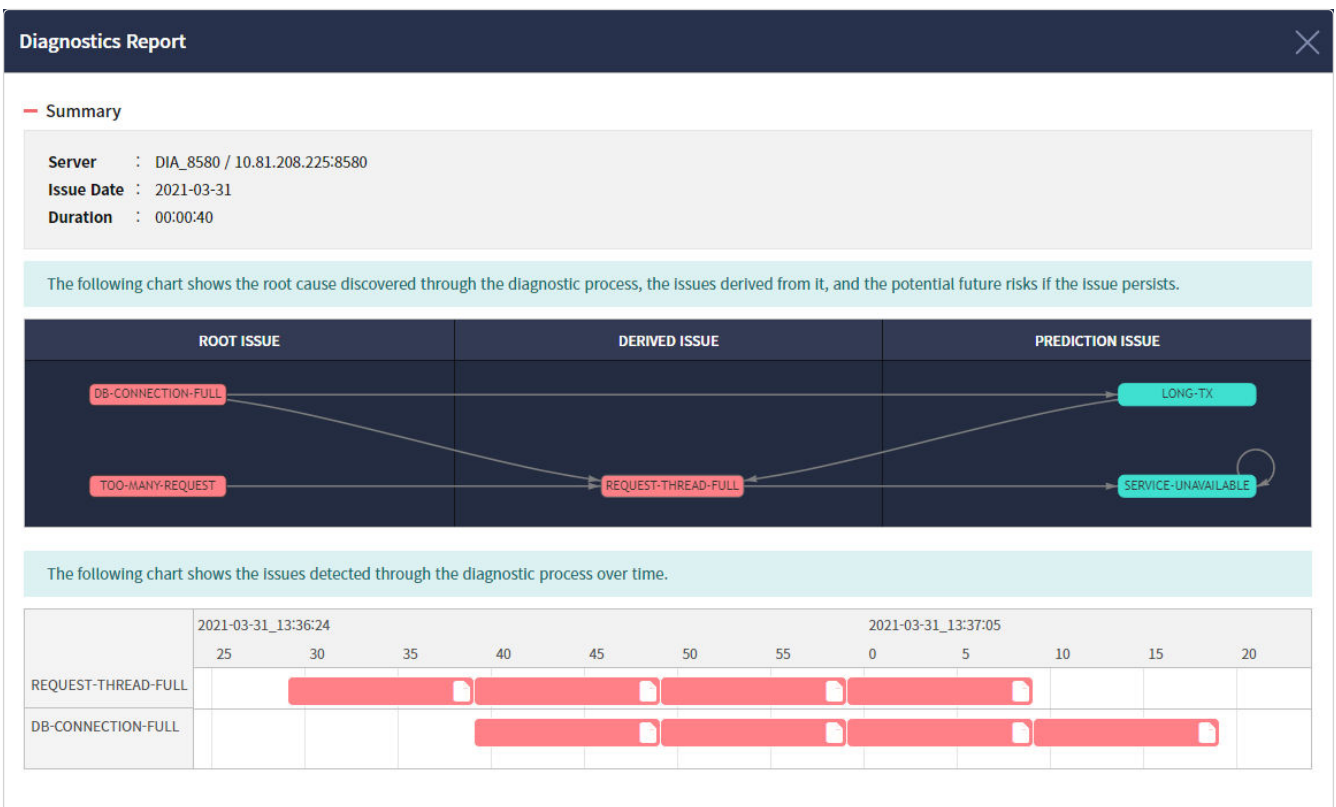 Diagnostics Report
Summary
Server : DIA_8580 / 10.81.208.225:8580
Issue Date : 2021-03-31
Duration : 00:00:40
The following chart shows the root cause discovered through the diagnostic process, the issues derived from it, and the potential future risks if the issue persists.
ROOT ISSUE DERIVED ISSUE PREDICTION ISSUE
DB-CONNECTION-FULL LONG-TX
TOO-MANY-REQUEST REQUEST-THREAD-FULL SERVICE-UNAVAILABLE
The following chart shows the issues detected through the diagnostic process over time.
2021-03-31_13:36:24 2021-03-31_13:37:05
25 30 35 40 45 50 55 0 5 10 15 20
REQUEST-THREAD-FULL
DB-CONNECTION-FULL